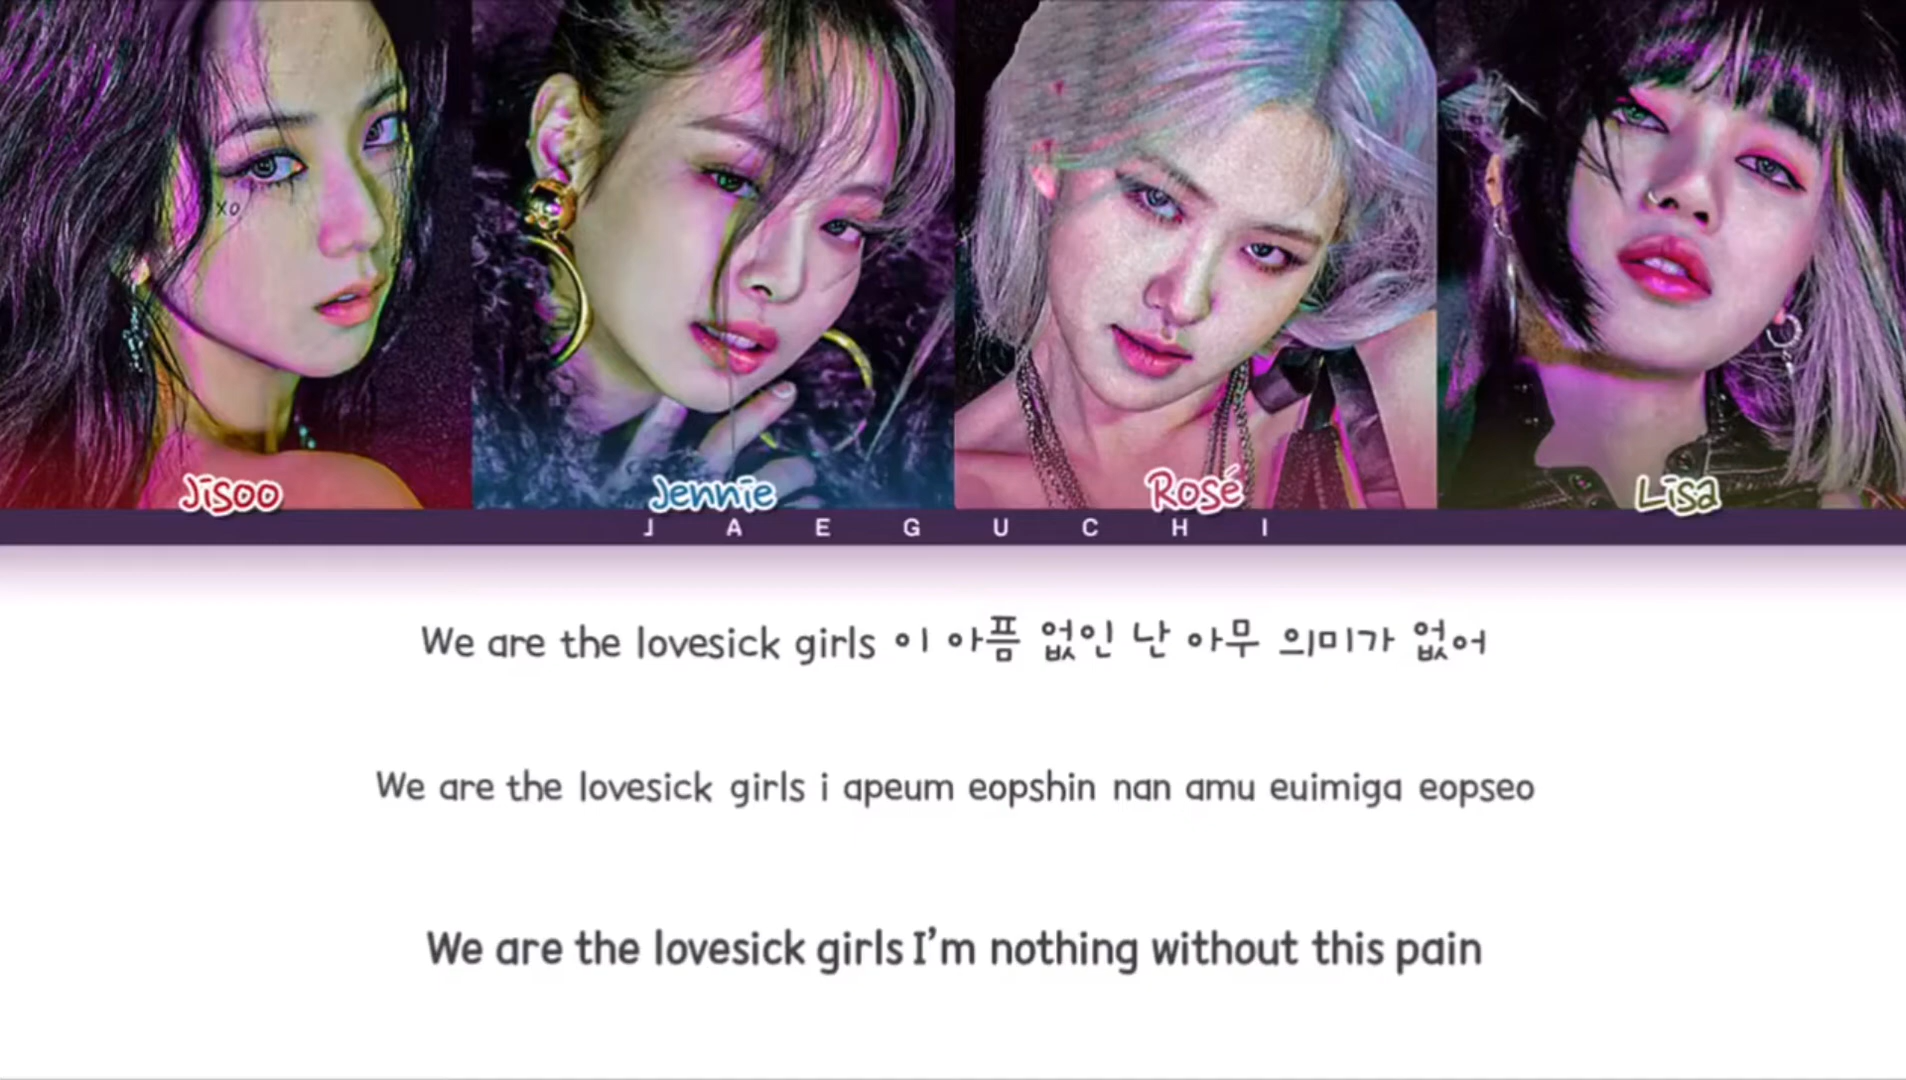 xo
Jisoo
Jennie
Rosé
Lisa
JAEGUCHI
We are the lovesick girls 이 아픔 없인 난 아무 의미가 없어
We are the lovesick girls i apeum eopshin nan amu euimiga eopseo
We are the lovesick girls I'm nothing without this pain